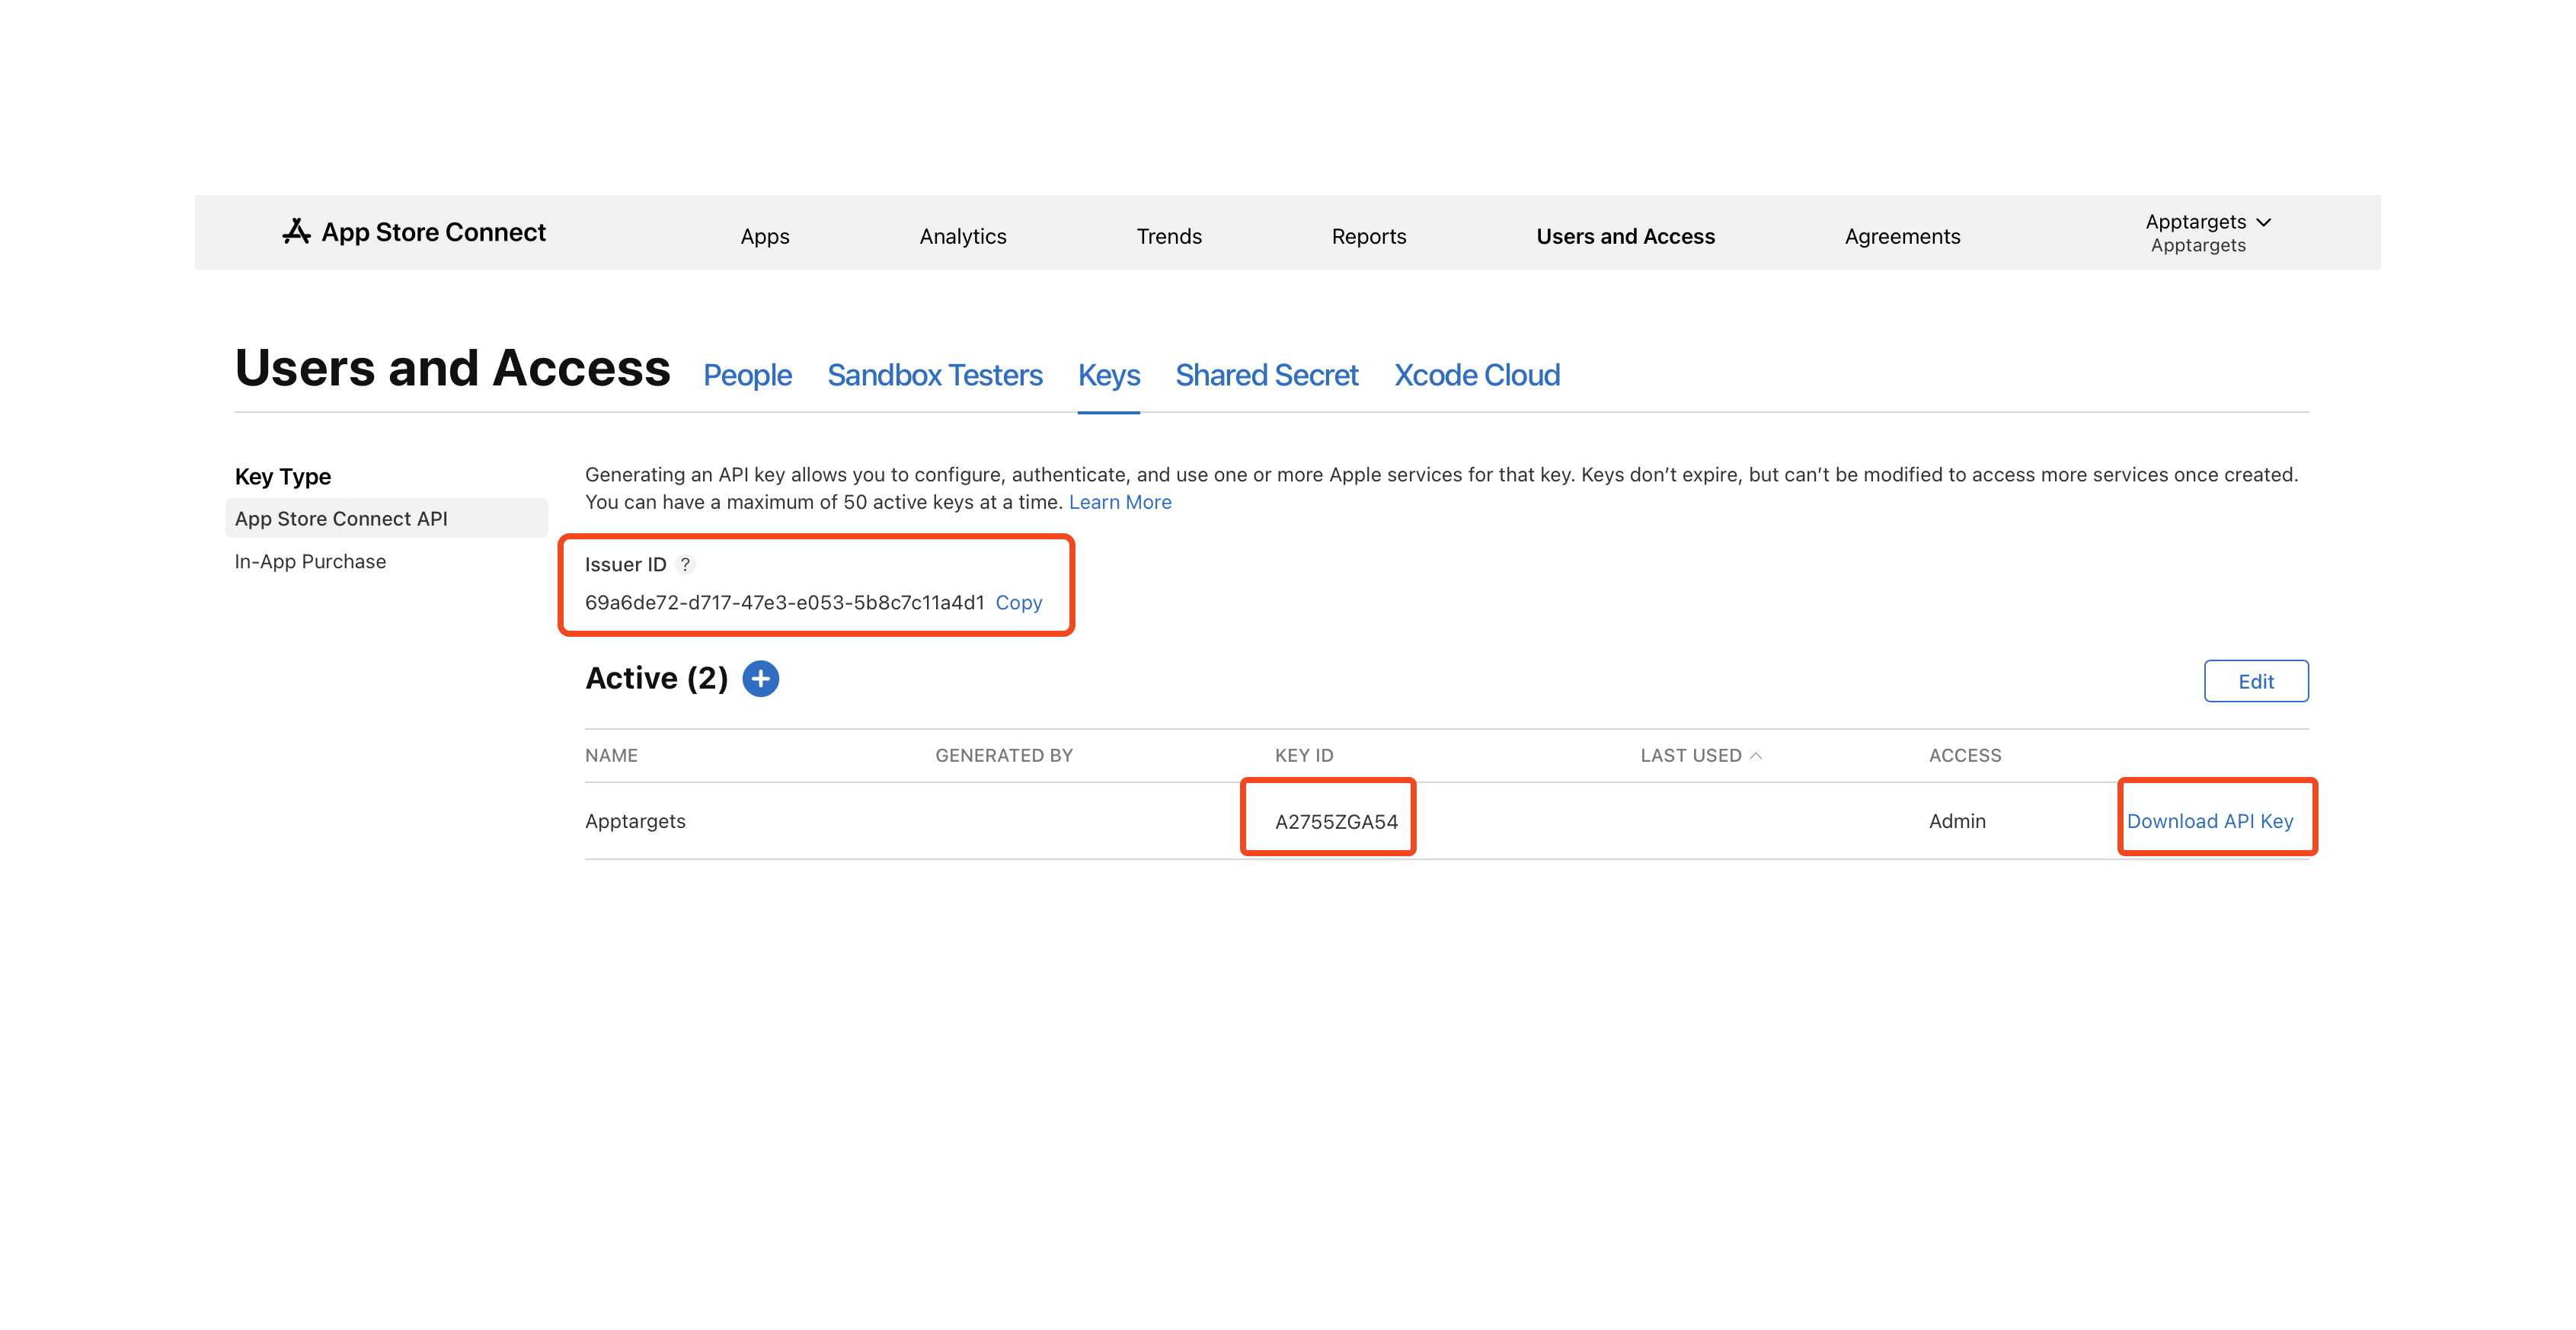 App Store Connect
Apps
Analytics
Trends
Reports
Users and Access
Agreements
Apptargets
Apptargets
Users and Access
People
Sandbox Testers
Keys
Shared Secret
Xcode Cloud
Key Type
App Store Connect API
In-App Purchase
Generating an API key allows you to configure, authenticate, and use one or more Apple services for that key. Keys don’t expire, but can’t be modified to access more services once created.
You can have a maximum of 50 active keys at a time. Learn More
Issuer ID ?
69a6de72-d717-47e3-e053-5b8c7c11a4d1 Copy
Active (2) +
Edit
NAME
GENERATED BY
KEY ID
LAST USED
ACCESS
Apptargets
A2755ZGA54
Admin
Download API Key